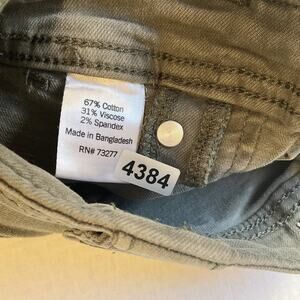 67% Cotton
31% Viscose
2% Spandex
Made in Bangladesh
RN# 73277
4384